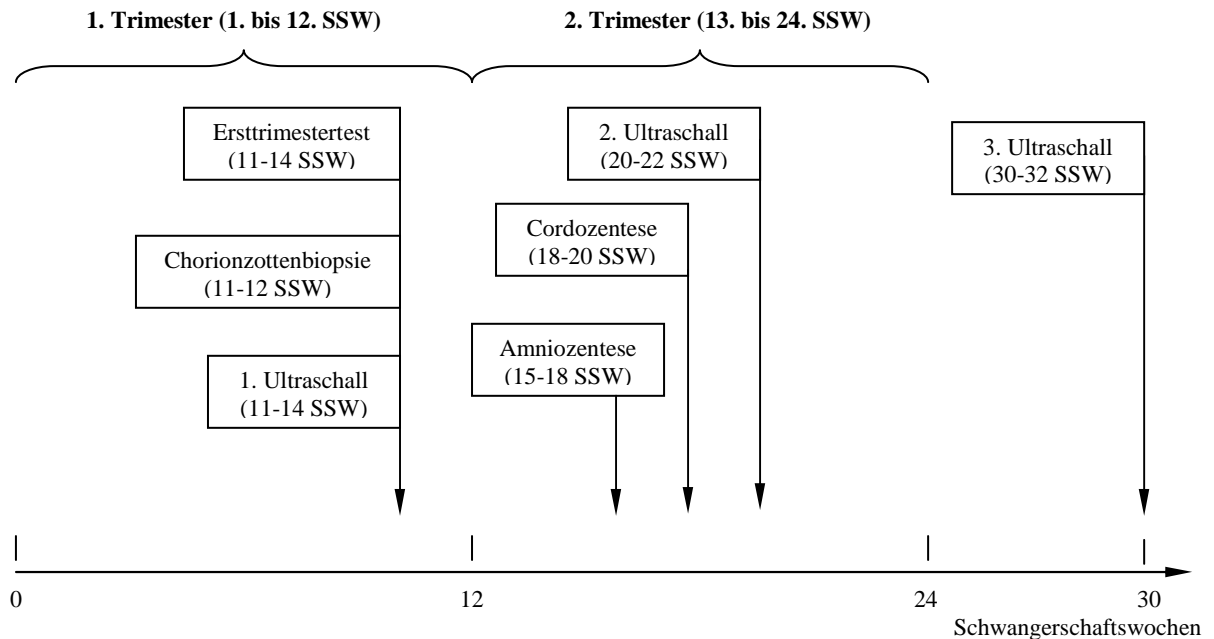 1. Trimester (1. bis 12. SSW)
2. Trimester (13. bis 24. SSW)
Ersttrimestertest
(11-14 SSW)
2. Ultraschall
(20-22 SSW)
3. Ultraschall
(30-32 SSW)
Cordozentese
(18-20 SSW)
Chorionzottenbiopsie
(11-12 SSW)
Amniozentese
(15-18 SSW)
1. Ultraschall
(11-14 SSW)
0
12
24
30
Schwangerschaftswochen